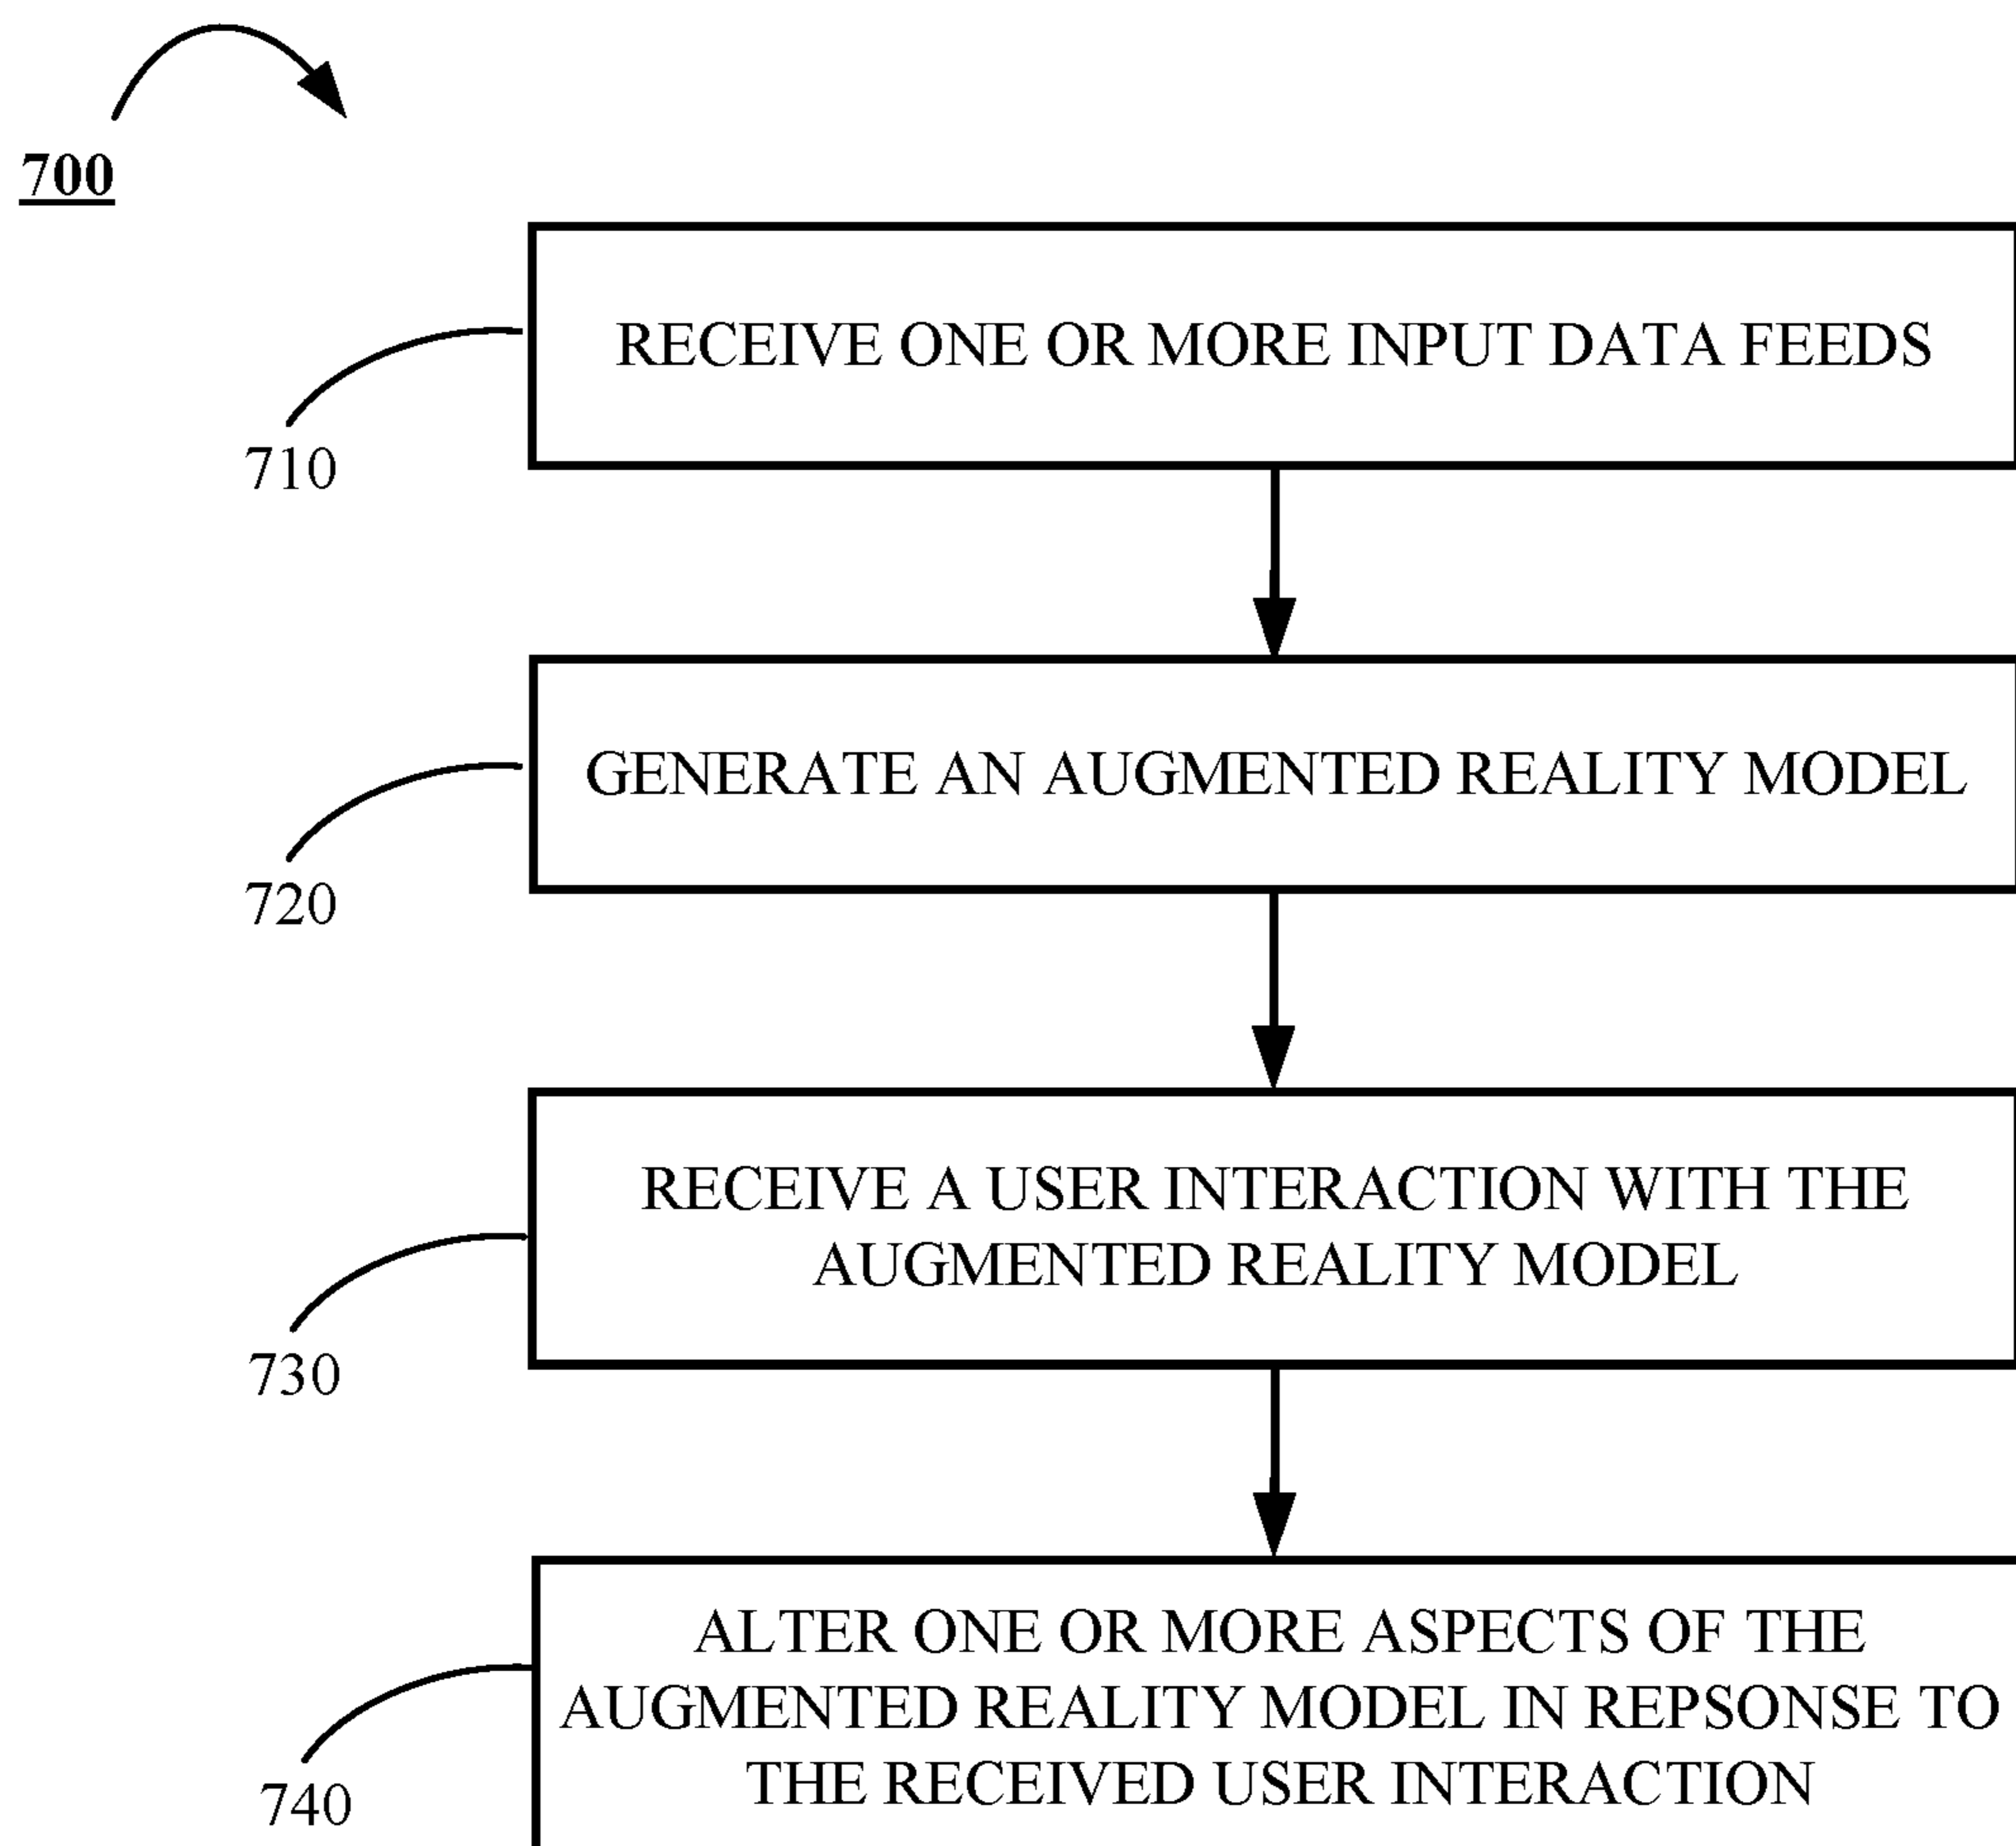 700
RECEIVE ONE OR MORE INPUT DATA FEEDS
710
GENERATE AN AUGMENTED REALITY MODEL
720
RECEIVE A USER INTERACTION WITH THE
AUGMENTED REALITY MODEL
730
ALTER ONE OR MORE ASPECTS OF THE
AUGMENTED REALITY MODEL IN REPSONSE TO
THE RECEIVED USER INTERACTION
740